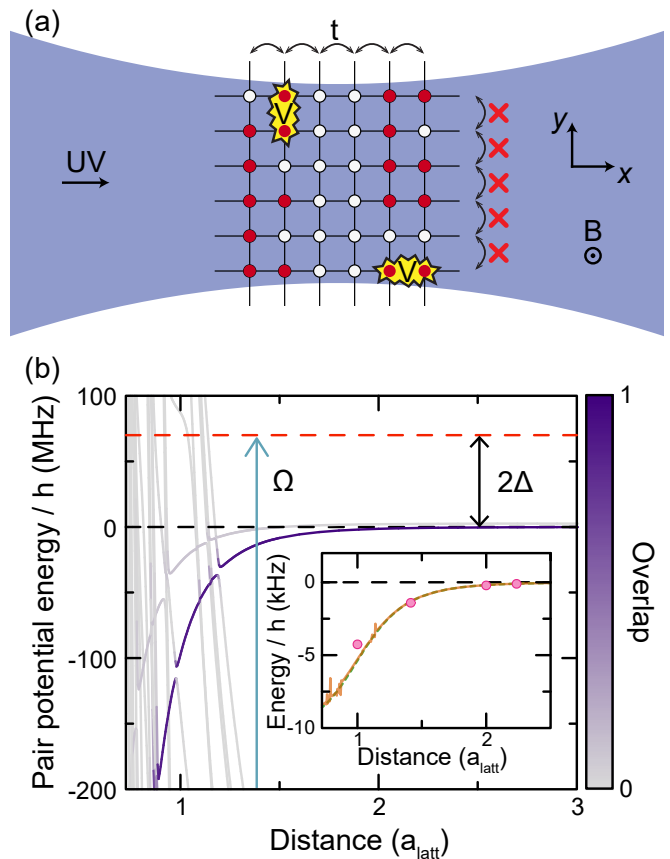 (a)
t
V
UV
y
x
B
V
(b)
Pair potential energy / h (MHz)
100
0
-100
-200
Ω
2Δ
1
Overlap
0
Energy / h (kHz)
0
-5
-10
1
2
Distance (a_latt)
1
2
3
Distance (a_latt)